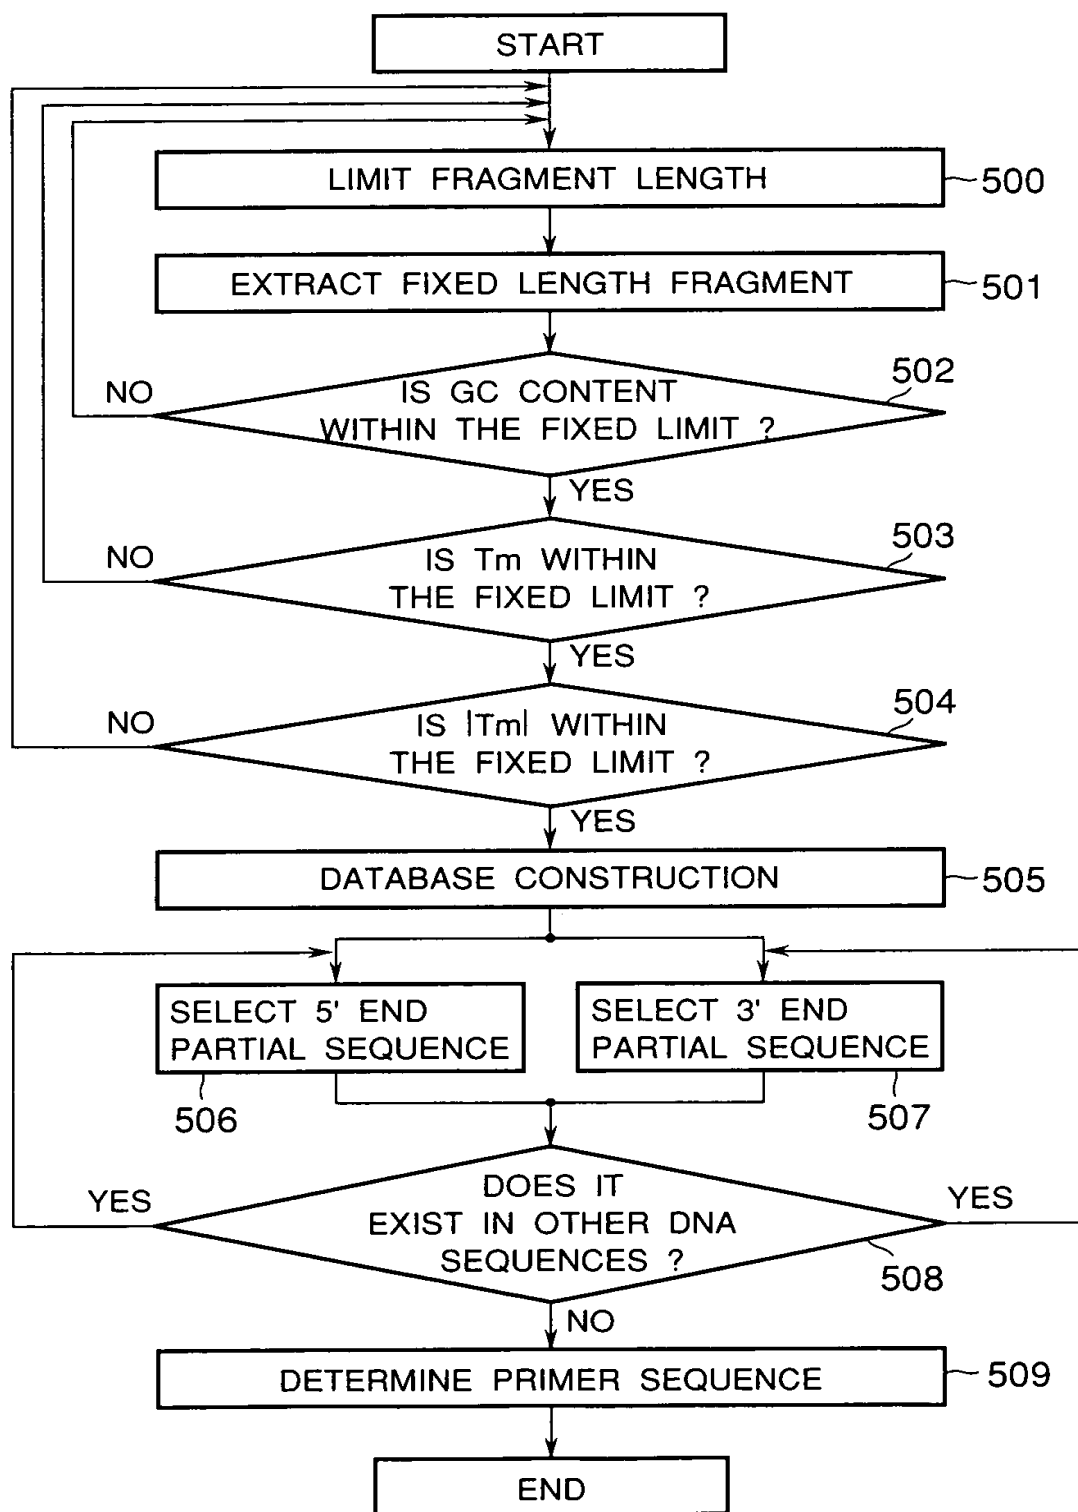 START
LIMIT FRAGMENT LENGTH
500
EXTRACT FIXED LENGTH FRAGMENT
501
502
NO
IS GC CONTENT
WITHIN THE FIXED LIMIT ?
YES
503
NO
IS Tm WITHIN
THE FIXED LIMIT ?
YES
504
NO
IS |Tm| WITHIN
THE FIXED LIMIT ?
YES
DATABASE CONSTRUCTION
505
SELECT 5' END
PARTIAL SEQUENCE
506
SELECT 3' END
PARTIAL SEQUENCE
507
YES
DOES IT
EXIST IN OTHER DNA
SEQUENCES ?
YES
508
NO
DETERMINE PRIMER SEQUENCE
509
END